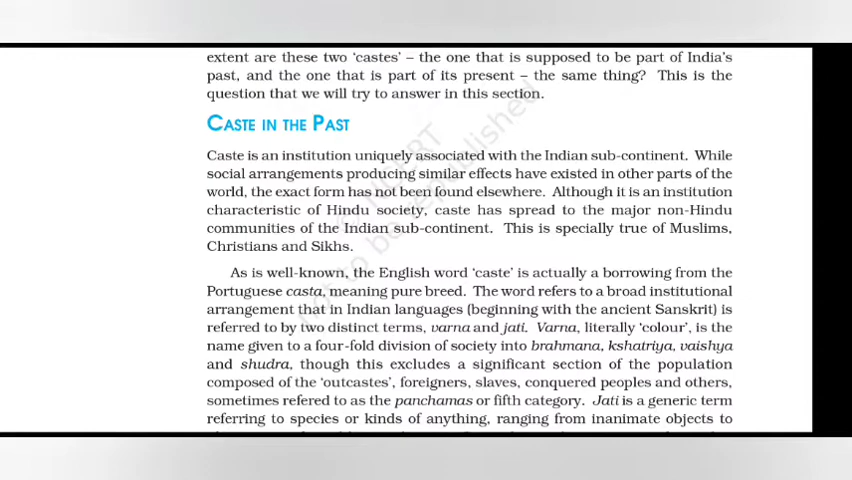 extent are these two ‘castes’ – the one that is supposed to be part of India’s
past, and the one that is part of its present – the same thing? This is the
question that we will try to answer in this section.
CASTE IN THE PAST
Caste is an institution uniquely associated with the Indian sub-continent. While
social arrangements producing similar effects have existed in other parts of the
world, the exact form has not been found elsewhere. Although it is an institution
characteristic of Hindu society, caste has spread to the major non-Hindu
communities of the Indian sub-continent. This is specially true of Muslims,
Christians and Sikhs.
As is well-known, the English word ‘caste’ is actually a borrowing from the
Portuguese casta, meaning pure breed. The word refers to a broad institutional
arrangement that in Indian languages (beginning with the ancient Sanskrit) is
referred to by two distinct terms, varna and jati. Varna, literally ‘colour’, is the
name given to a four-fold division of society into brahmana, kshatriya, vaishya
and shudra, though this excludes a significant section of the population
composed of the ‘outcastes’, foreigners, slaves, conquered peoples and others,
sometimes refered to as the panchamas or fifth category. Jati is a generic term
referring to species or kinds of anything, ranging from inanimate objects to
© NCERT
not to be republished